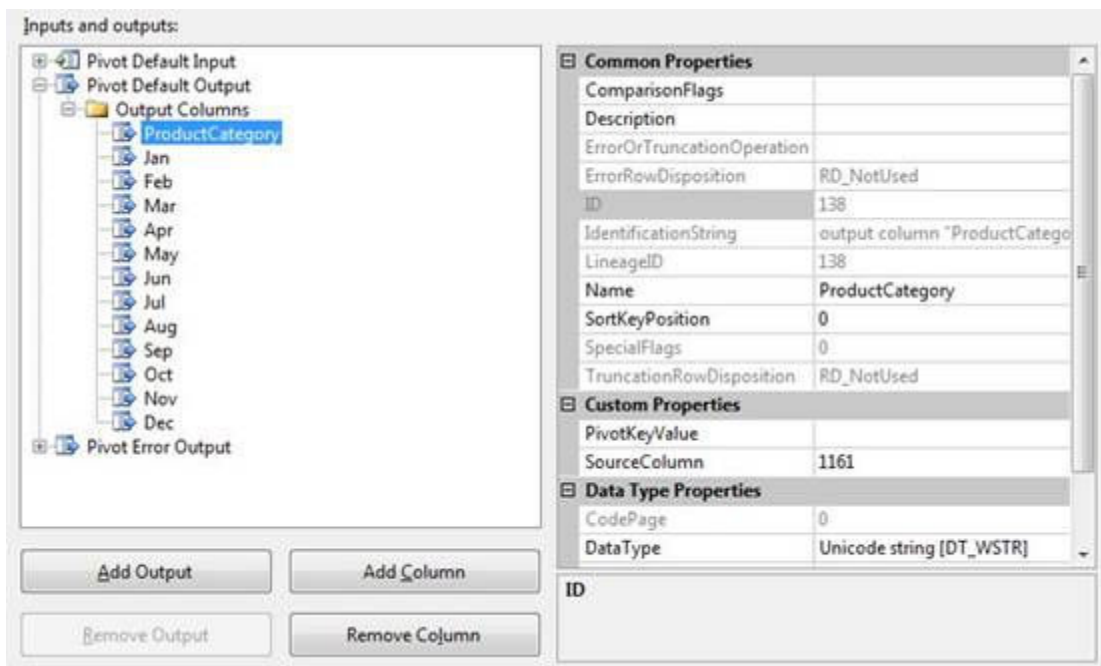 Inputs and outputs:
Pivot Default Input
Pivot Default Output
Output Columns
ProductCategory
Jan
Feb
Mar
Apr
May
Jun
Jul
Aug
Sep
Oct
Nov
Dec
Pivot Error Output
Add Output
Add Column
Remove Output
Remove Column
Common Properties
ComparisonFlags
Description
ErrorOrTruncationOperation
ErrorRowDisposition RD_NotUsed
ID 138
IdentificationString output column "ProductCatego
LineageID 138
Name ProductCategory
SortKeyPosition 0
SpecialFlags 0
TruncationRowDisposition RD_NotUsed
Custom Properties
PivotKeyValue
SourceColumn 1161
Data Type Properties
CodePage 0
DataType Unicode string [DT_WSTR]
ID